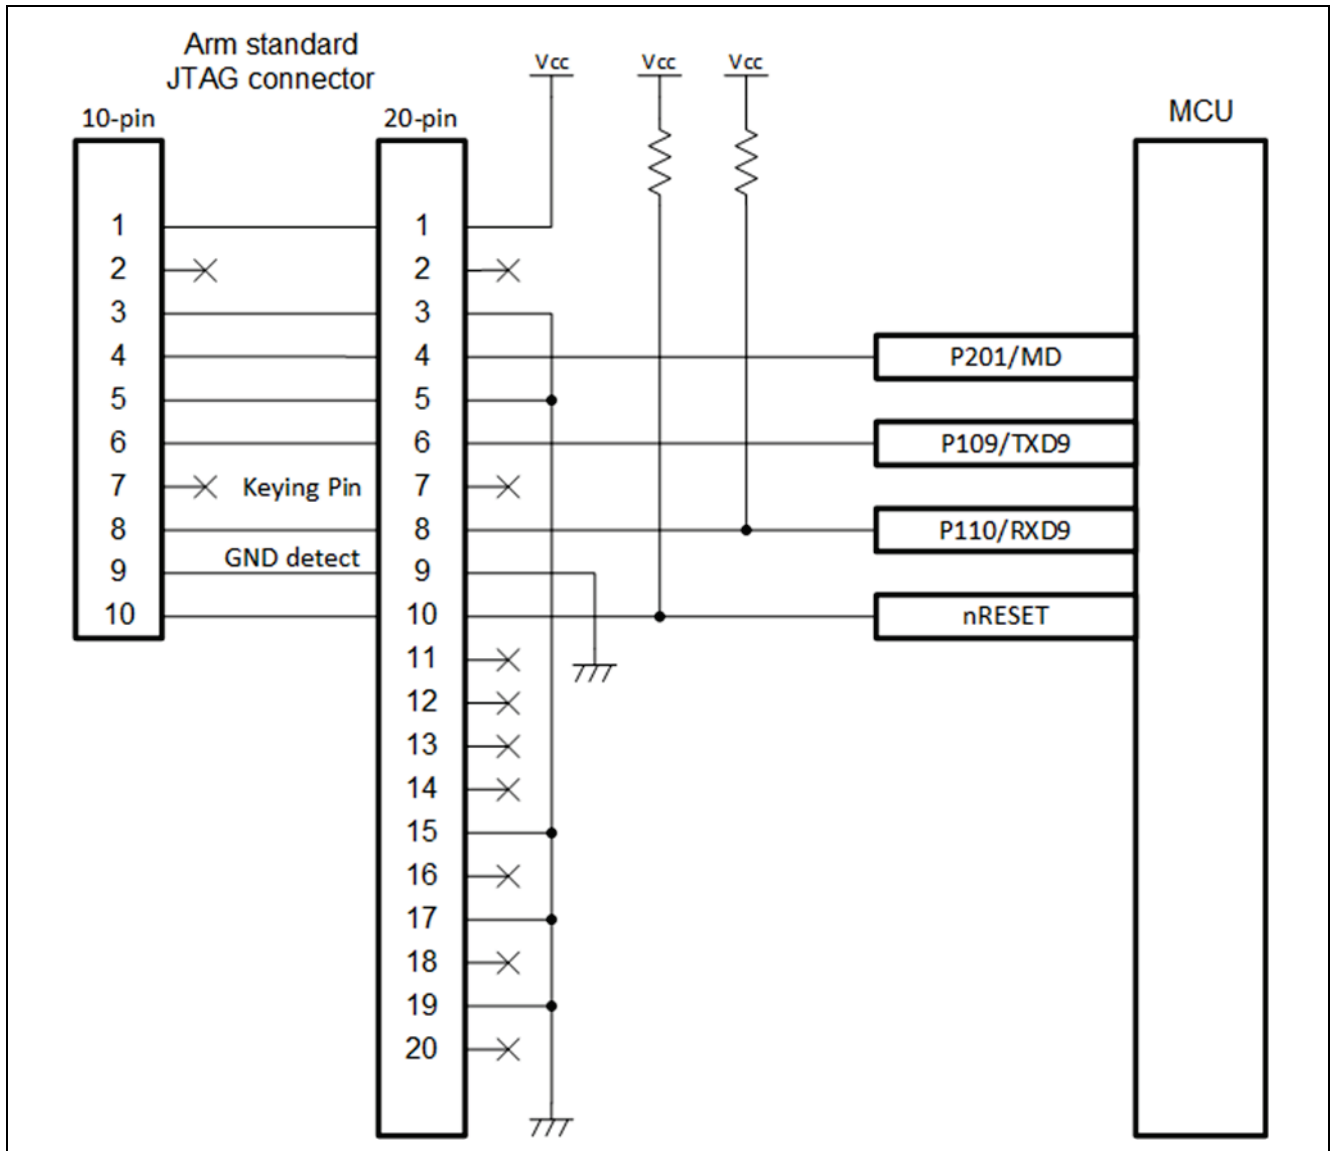 Arm standard
JTAG connector
10-pin
20-pin
Vcc
Vcc
Vcc
MCU
1
1
2
2
3
3
4
4
P201/MD
5
5
6
6
P109/TXD9
7
Keying Pin
7
8
8
P110/RXD9
GND detect
9
9
10
10
nRESET
11
12
13
14
15
16
17
18
19
20